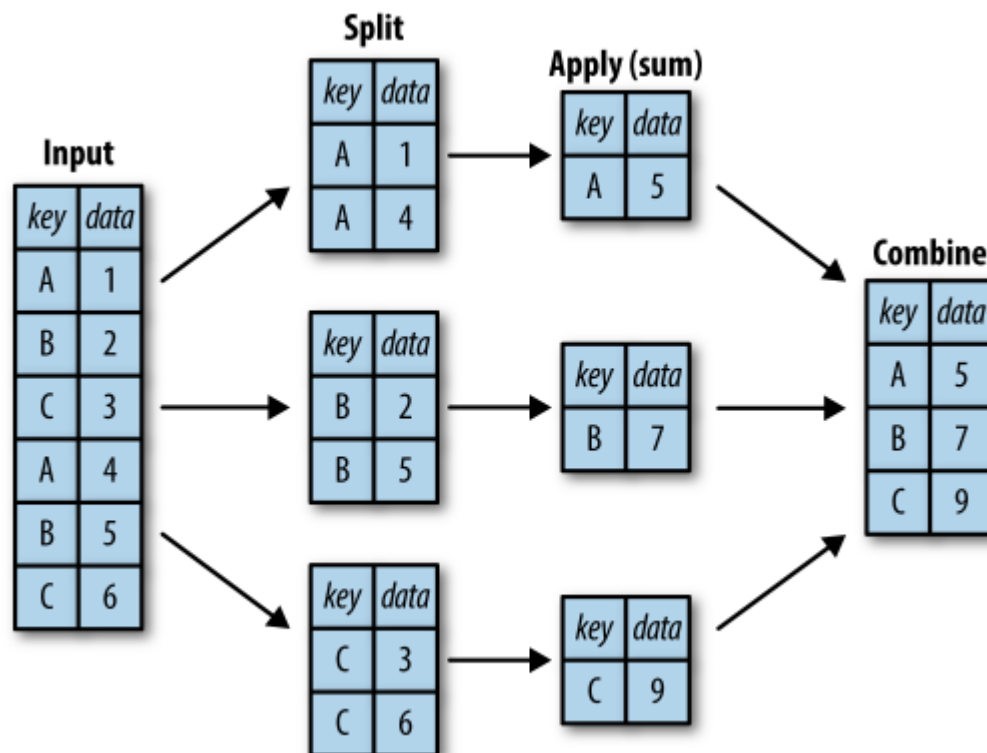 Input
key data
A 1
B 2
C 3
A 4
B 5
C 6
Split
key data
A 1
A 4
key data
B 2
B 5
key data
C 3
C 6
Apply (sum)
key data
A 5
key data
B 7
key data
C 9
Combine
key data
A 5
B 7
C 9